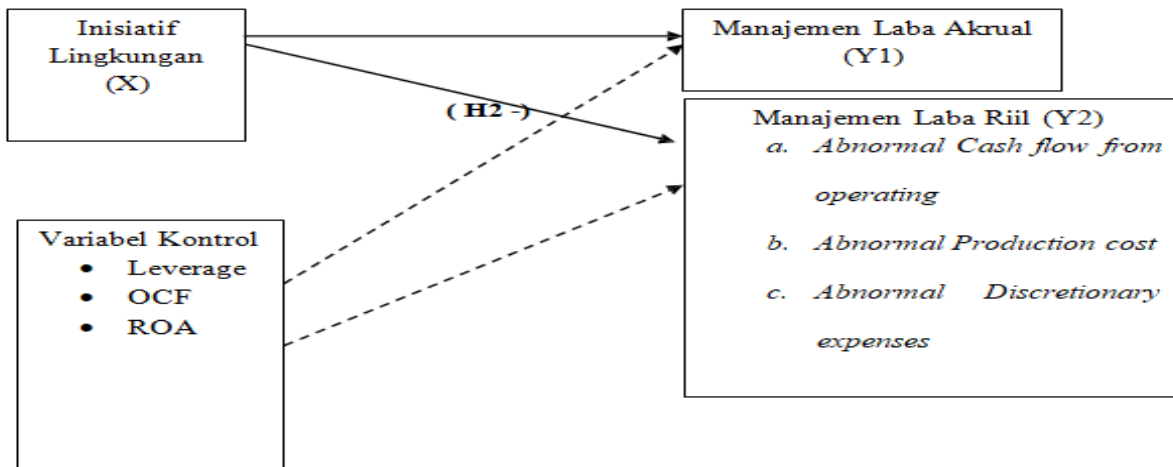 Inisiatif
Lingkungan
(X)
Manajemen Laba Akrual
(Y1)
( H2 -)
Manajemen Laba Riil (Y2)
a. Abnormal Cash flow from
operating
b. Abnormal Production cost
c. Abnormal Discretionary
expenses
Variabel Kontrol
• Leverage
• OCF
• ROA